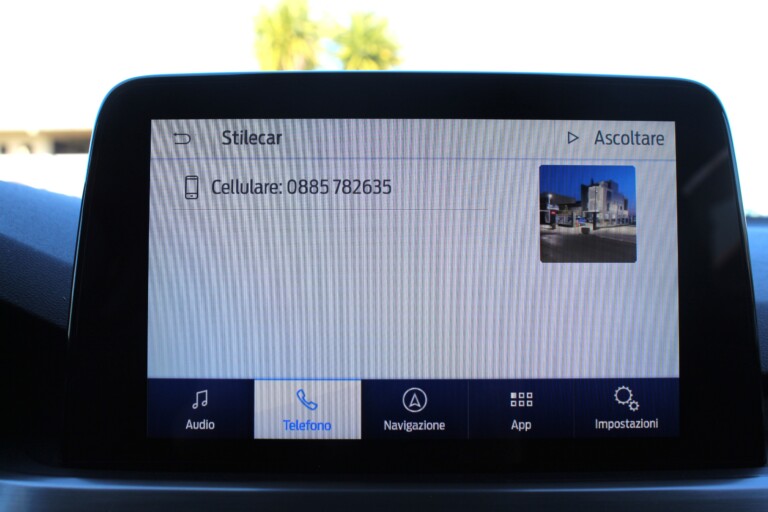 Stilecar
Ascoltare
Cellulare: 0885 782635
Audio
Telefono
Navigazione
App
Impostazioni